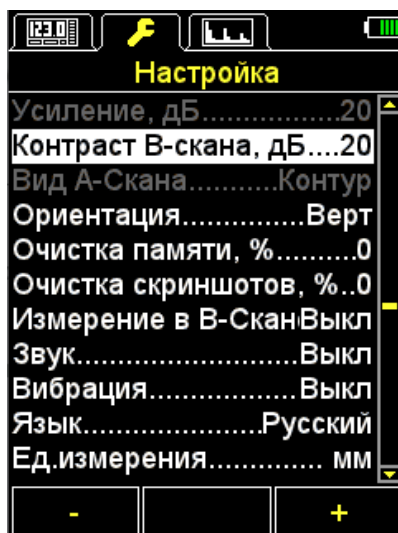 123.0
Настройка
Усиление, дБ.................20
Контраст В-скана, дБ....20
Вид А-Скана...........Контур
Ориентация...............Верт
Очистка памяти, %..........0
Очистка скриншотов, %..0
Измерение в В-СканВыкл
Звук...........................Выкл
Вибрация..................Выкл
Язык......................Русский
Ед.измерения.............. мм
- +